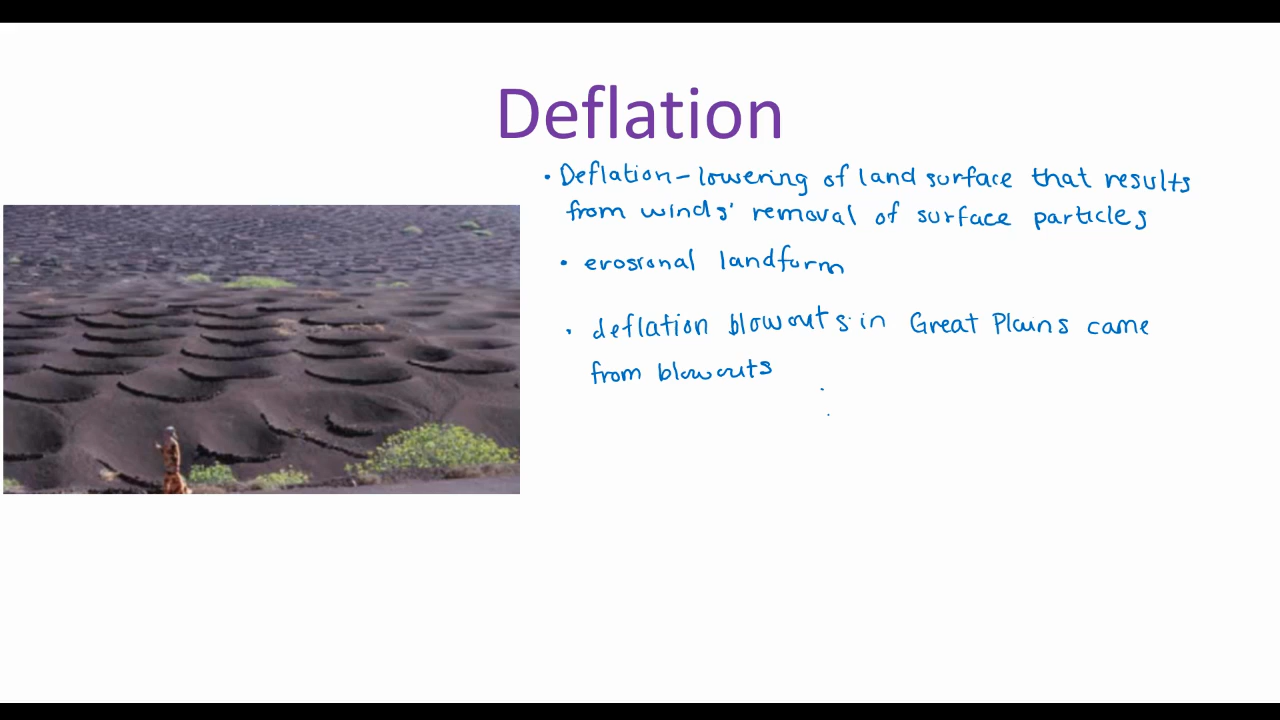 Deflation
• Deflation - lowering of land surface that results
from winds' removal of surface particles
• erosional landform
• deflation blowouts in Great Plains came
from blowouts